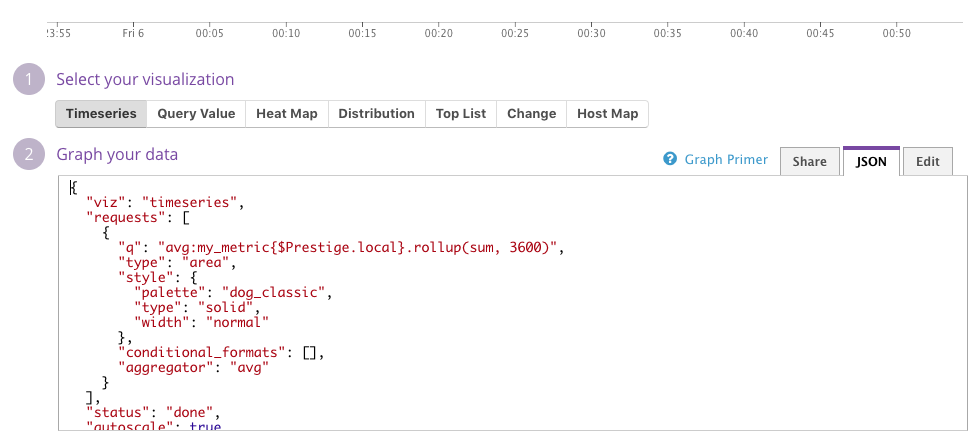 23:55 Fri 6 00:05 00:10 00:15 00:20 00:25 00:30 00:35 00:40 00:45 00:50
1 Select your visualization
Timeseries Query Value Heat Map Distribution Top List Change Host Map
2 Graph your data
? Graph Primer Share JSON Edit
{
  "viz": "timeseries",
  "requests": [
    {
      "q": "avg:my_metric{$Prestige.local}.rollup(sum, 3600)",
      "type": "area",
      "style": {
        "palette": "dog_classic",
        "type": "solid",
        "width": "normal"
      },
      "conditional_formats": [],
      "aggregator": "avg"
    }
  ],
  "status": "done",
  "autoscale": true